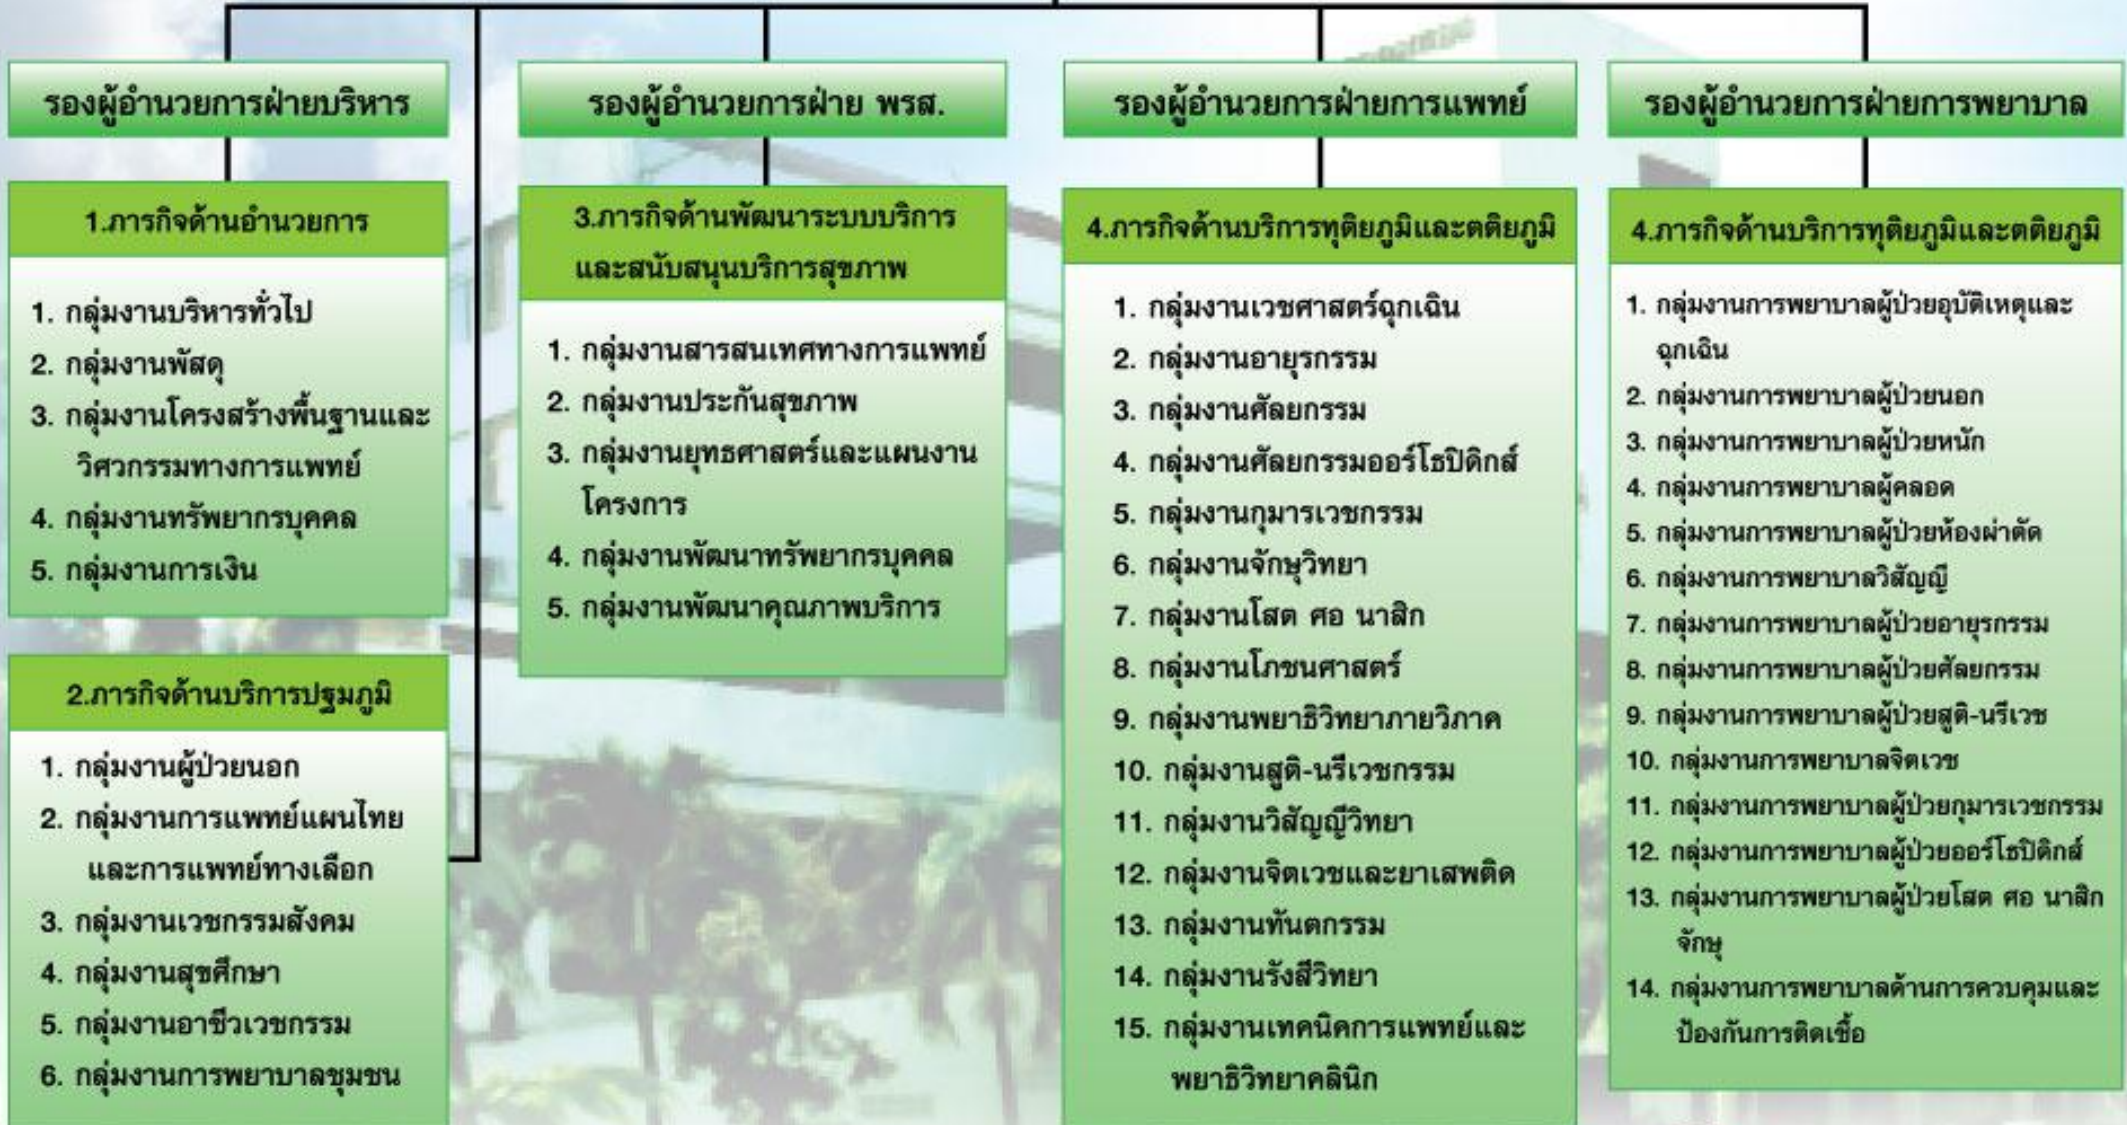 รองผู้อำนวยการฝ่ายบริหาร
1.ภารกิจด้านอำนวยการ
1. กลุ่มงานบริหารทั่วไป
2. กลุ่มงานพัสดุ
3. กลุ่มงานโครงสร้างพื้นฐานและ
วิศวกรรมทางการแพทย์
4. กลุ่มงานทรัพยากรบุคคล
5. กลุ่มงานการเงิน
2.ภารกิจด้านบริการปฐมภูมิ
1. กลุ่มงานผู้ป่วยนอก
2. กลุ่มงานการแพทย์แผนไทย
และการแพทย์ทางเลือก
3. กลุ่มงานเวชกรรมสังคม
4. กลุ่มงานสุขศึกษา
5. กลุ่มงานอาชีวเวชกรรม
6. กลุ่มงานการพยาบาลชุมชน
รองผู้อำนวยการฝ่าย พรส.
3.ภารกิจด้านพัฒนาระบบบริการ
และสนับสนุนบริการสุขภาพ
1. กลุ่มงานสารสนเทศทางการแพทย์
2. กลุ่มงานประกันสุขภาพ
3. กลุ่มงานยุทธศาสตร์และแผนงาน
โครงการ
4. กลุ่มงานพัฒนาทรัพยากรบุคคล
5. กลุ่มงานพัฒนาคุณภาพบริการ
รองผู้อำนวยการฝ่ายการแพทย์
4.ภารกิจด้านบริการทุติยภูมิและตติยภูมิ
1. กลุ่มงานเวชศาสตร์ฉุกเฉิน
2. กลุ่มงานอายุรกรรม
3. กลุ่มงานศัลยกรรม
4. กลุ่มงานศัลยกรรมออร์โธปิดิกส์
5. กลุ่มงานกุมารเวชกรรม
6. กลุ่มงานจักษุวิทยา
7. กลุ่มงานโสต ศอ นาสิก
8. กลุ่มงานโภชนศาสตร์
9. กลุ่มงานพยาธิวิทยากายวิภาค
10. กลุ่มงานสูติ-นรีเวชกรรม
11. กลุ่มงานวิสัญญีวิทยา
12. กลุ่มงานจิตเวชและยาเสพติด
13. กลุ่มงานทันตกรรม
14. กลุ่มงานรังสีวิทยา
15. กลุ่มงานเทคนิคการแพทย์และ
พยาธิวิทยาคลินิก
รองผู้อำนวยการฝ่ายการพยาบาล
4.ภารกิจด้านบริการทุติยภูมิและตติยภูมิ
1. กลุ่มงานการพยาบาลผู้ป่วยอุบัติเหตุและ
ฉุกเฉิน
2. กลุ่มงานการพยาบาลผู้ป่วยนอก
3. กลุ่มงานการพยาบาลผู้ป่วยหนัก
4. กลุ่มงานการพยาบาลผู้คลอด
5. กลุ่มงานการพยาบาลผู้ป่วยห้องผ่าตัด
6. กลุ่มงานการพยาบาลวิสัญญี
7. กลุ่มงานการพยาบาลผู้ป่วยอายุรกรรม
8. กลุ่มงานการพยาบาลผู้ป่วยศัลยกรรม
9. กลุ่มงานการพยาบาลผู้ป่วยสูติ-นรีเวช
10. กลุ่มงานการพยาบาลจิตเวช
11. กลุ่มงานการพยาบาลผู้ป่วยกุมารเวชกรรม
12. กลุ่มงานการพยาบาลผู้ป่วยออร์โธปิดิกส์
13. กลุ่มงานการพยาบาลผู้ป่วยโสต ศอ นาสิก
จักษุ
14. กลุ่มงานการพยาบาลด้านการควบคุมและ
ป้องกันการติดเชื้อ